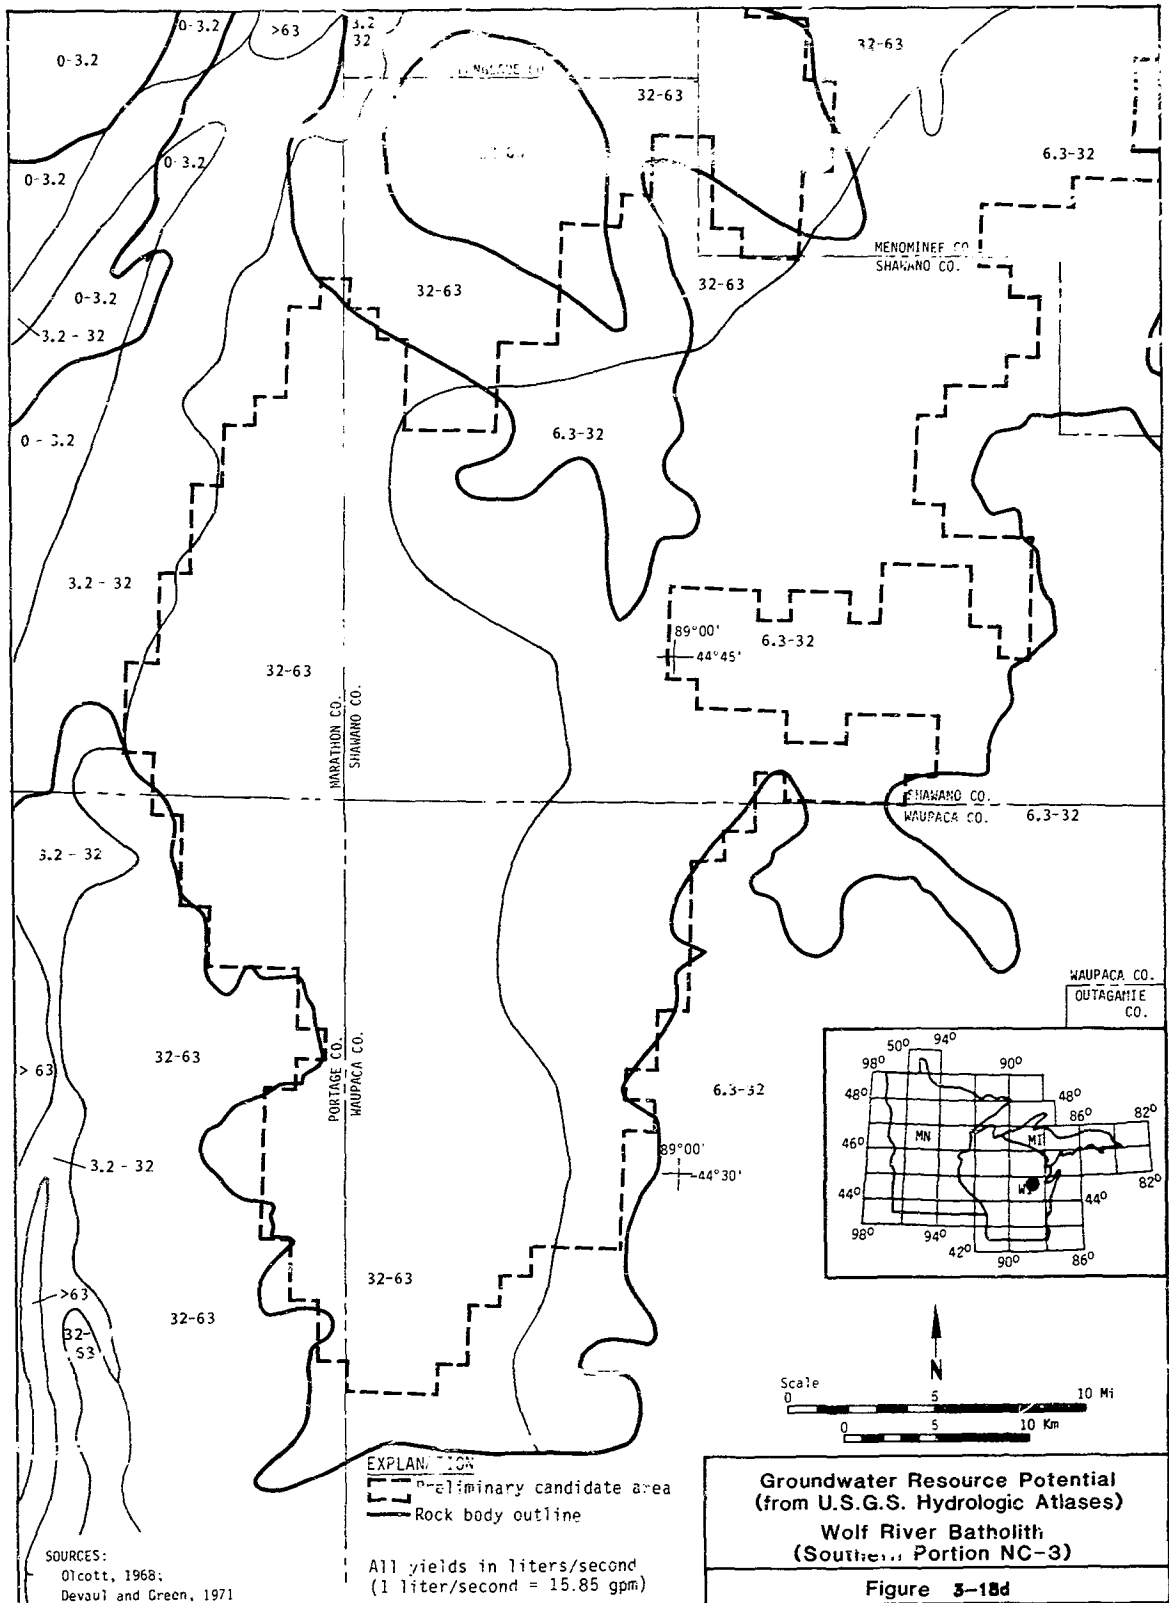 0-3.2
0-3.2
>63
3.2
32
32-63
32-63
6.3-32
0-3.2
0-3.2
MENOMINEE CO
SHAWANO CO.
0-3.2
32-63
32-63
3.2 - 32
6.3-32
3.2 - 32
89°00'
44°45'
6.3-32
32-63
MARATHON CO.
SHAWANO CO.
SHAWANO CO.
WAUPACA CO.
6.3-32
3.2 - 32
WAUPACA CO.
OUTAGAMIE
CO.
32-63
> 63
PORTAGE CO.
WAUPACA CO.
6.3-32
3.2 - 32
89°00'
44°30'
50° 94°
98° 90°
48° 48° 86° 82°
MN MI
46°
82°
44° WI 44°
98° 94°
42° 90° 86°
32-63
>63
32-63
32-
63
N
Scale
0 5 10 Mi
0 5 10 Km
EXPLANATION
Preliminary candidate area
Rock body outline
All yields in liters/second
(1 liter/second = 15.85 gpm)
SOURCES:
Olcott, 1968;
Devaul and Green, 1971
Groundwater Resource Potential
(from U.S.G.S. Hydrologic Atlases)
Wolf River Batholith
(Southern Portion NC-3)
Figure 3-18d